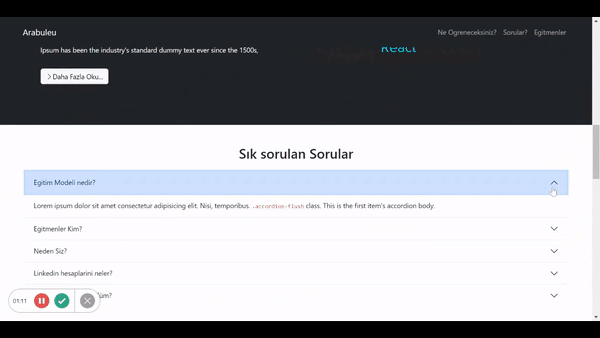 Arabuleu
Ne Ogreneceksiniz? Sorular? Egitmenler
Ipsum has been the industry's standard dummy text ever since the 1500s,
React
> Daha Fazla Oku...
Sık sorulan Sorular
Egitim Modeli nedir?
Lorem ipsum dolor sit amet consectetur adipisicing elit. Nisi, temporibus. .accordion-flush class. This is the first item's accordion body.
Egitmenler Kim?
Neden Siz?
Linkedin hesaplarini neler?
01:11